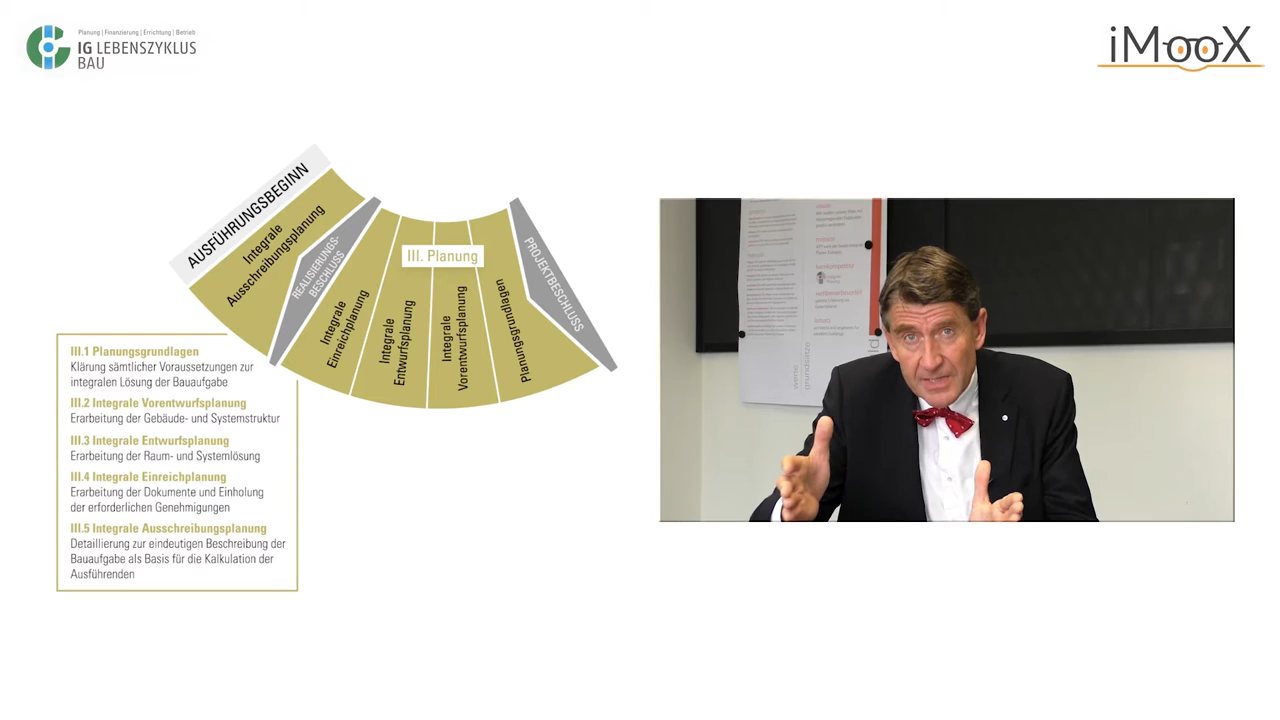 Planung | Finanzierung | Errichtung | Betrieb
IG LEBENSZYKLUS
BAU
iMooX
AUSFÜHRUNGSBEGINN
Integrale
Ausschreibungsplanung
REALISIERUNGS-
BESCHLUSS
III. Planung
Integrale
Einreichplanung
Integrale
Entwurfsplanung
Integrale
Vorentwurfsplanung
Planungsgrundlagen
PROJEKTBESCHLUSS
III.1 Planungsgrundlagen
Klärung sämtlicher Voraussetzungen zur
integralen Lösung der Bauaufgabe
III.2 Integrale Vorentwurfsplanung
Erarbeitung der Gebäude- und Systemstruktur
III.3 Integrale Entwurfsplanung
Erarbeitung der Raum- und Systemlösung
III.4 Integrale Einreichplanung
Erarbeitung der Dokumente und Einholung
der erforderlichen Genehmigungen
III.5 Integrale Ausschreibungsplanung
Detaillierung zur eindeutigen Beschreibung der
Bauaufgabe als Basis für die Kalkulation der
Ausführenden
werte
grundsätze